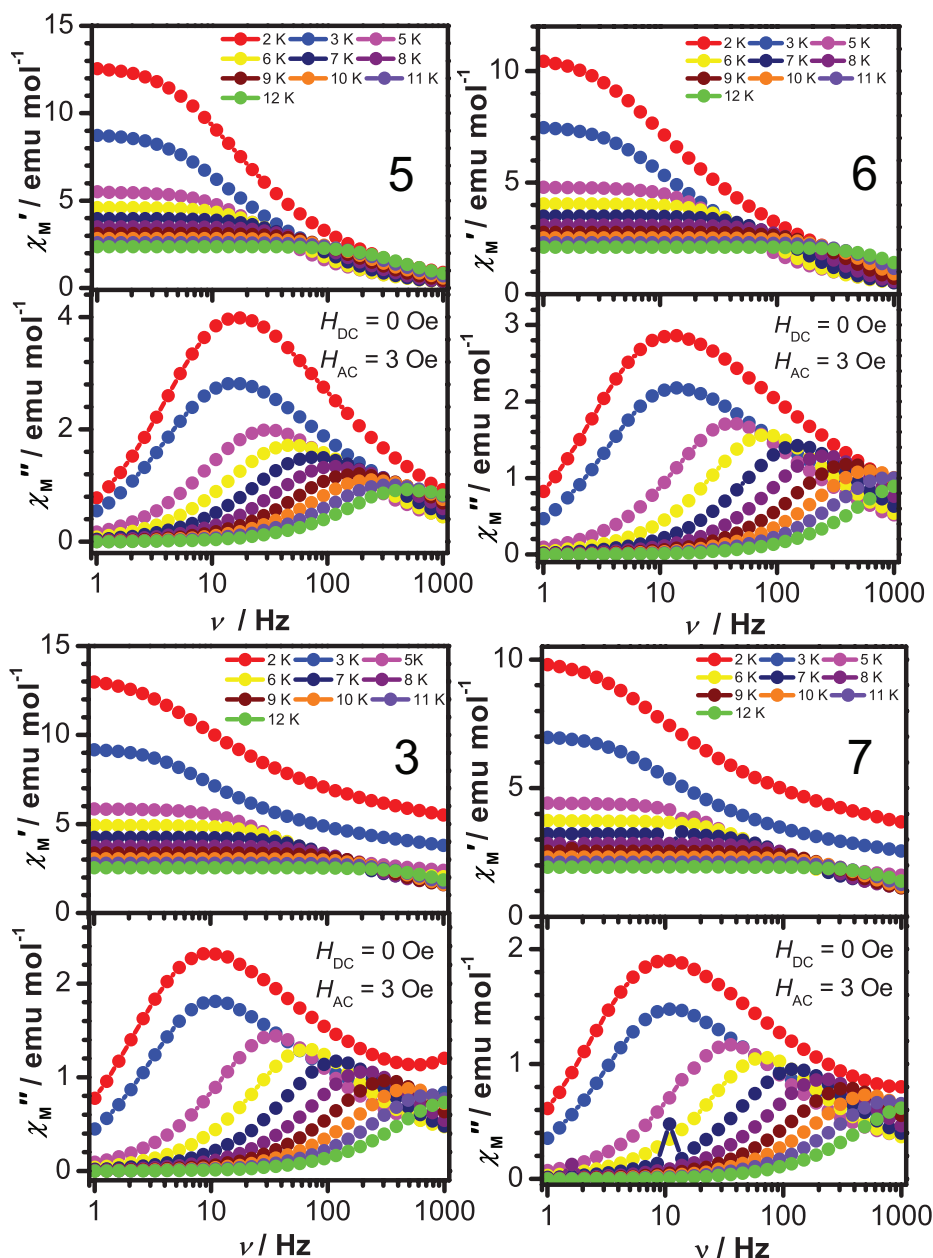 15
10
5
0
χM′ / emu mol⁻¹
2 K 3 K 5 K
6 K 7 K 8 K
9 K 10 K 11 K
12 K
5
4
2
0
χM″ / emu mol⁻¹
HDC = 0 Oe
HAC = 3 Oe
1 10 100 1000
ν / Hz
10
5
0
χM′ / emu mol⁻¹
2 K 3 K 5 K
6 K 7 K 8 K
9 K 10 K 11 K
12 K
6
3
2
1
0
χM″ / emu mol⁻¹
HDC = 0 Oe
HAC = 3 Oe
1 10 100 1000
ν / Hz
15
10
5
0
χM′ / emu mol⁻¹
2 K 3 K 5K
6 K 7 K 8 K
9 K 10 K 11 K
12 K
3
2
1
0
χM″ / emu mol⁻¹
HDC = 0 Oe
HAC = 3 Oe
1 10 100 1000
ν / Hz
10
5
0
χM′ / emu mol⁻¹
2 K 3 K 5 K
6 K 7 K 8 K
9 K 10 K 11 K
12 K
7
2
1
0
χM″ / emu mol⁻¹
HDC = 0 Oe
HAC = 3 Oe
1 10 100 1000
ν / Hz